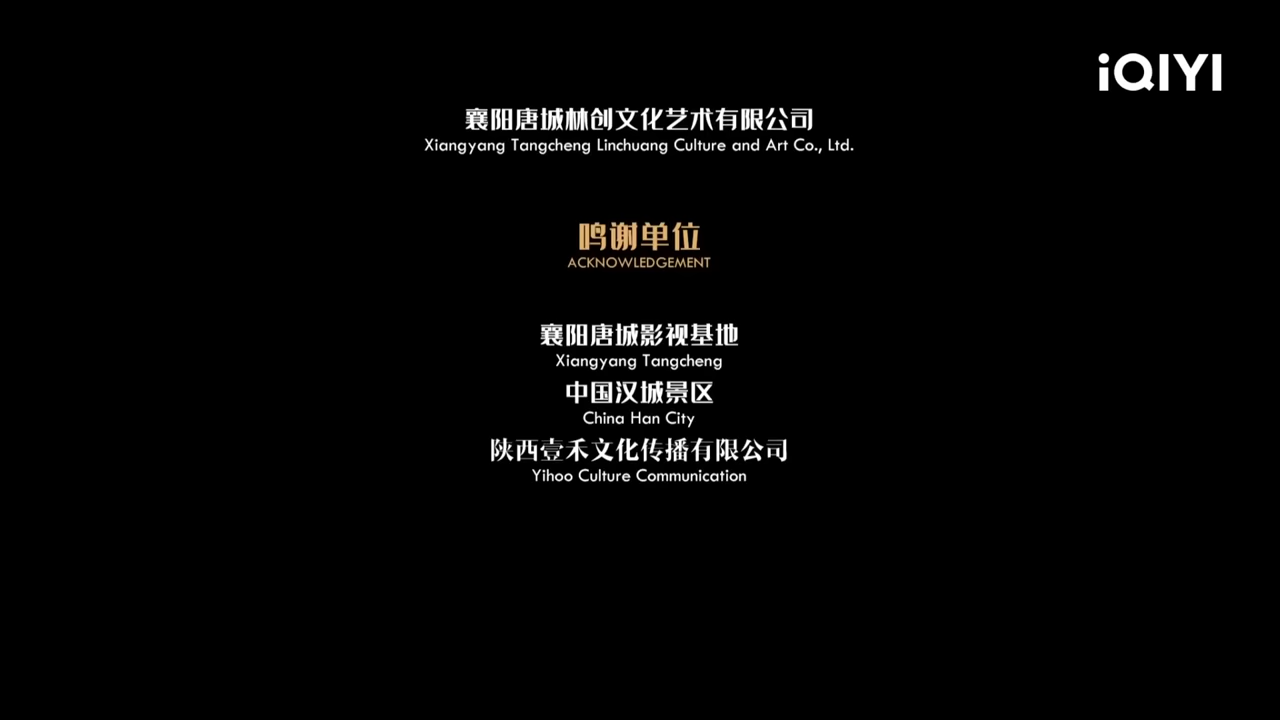 iQIYI
襄阳唐城林创文化艺术有限公司
Xiangyang Tangcheng Linchuang Culture and Art Co., Ltd.
鸣谢单位
ACKNOWLEDGEMENT
襄阳唐城影视基地
Xiangyang Tangcheng
中国汉城景区
China Han City
陕西壹禾文化传播有限公司
Yihoo Culture Communication